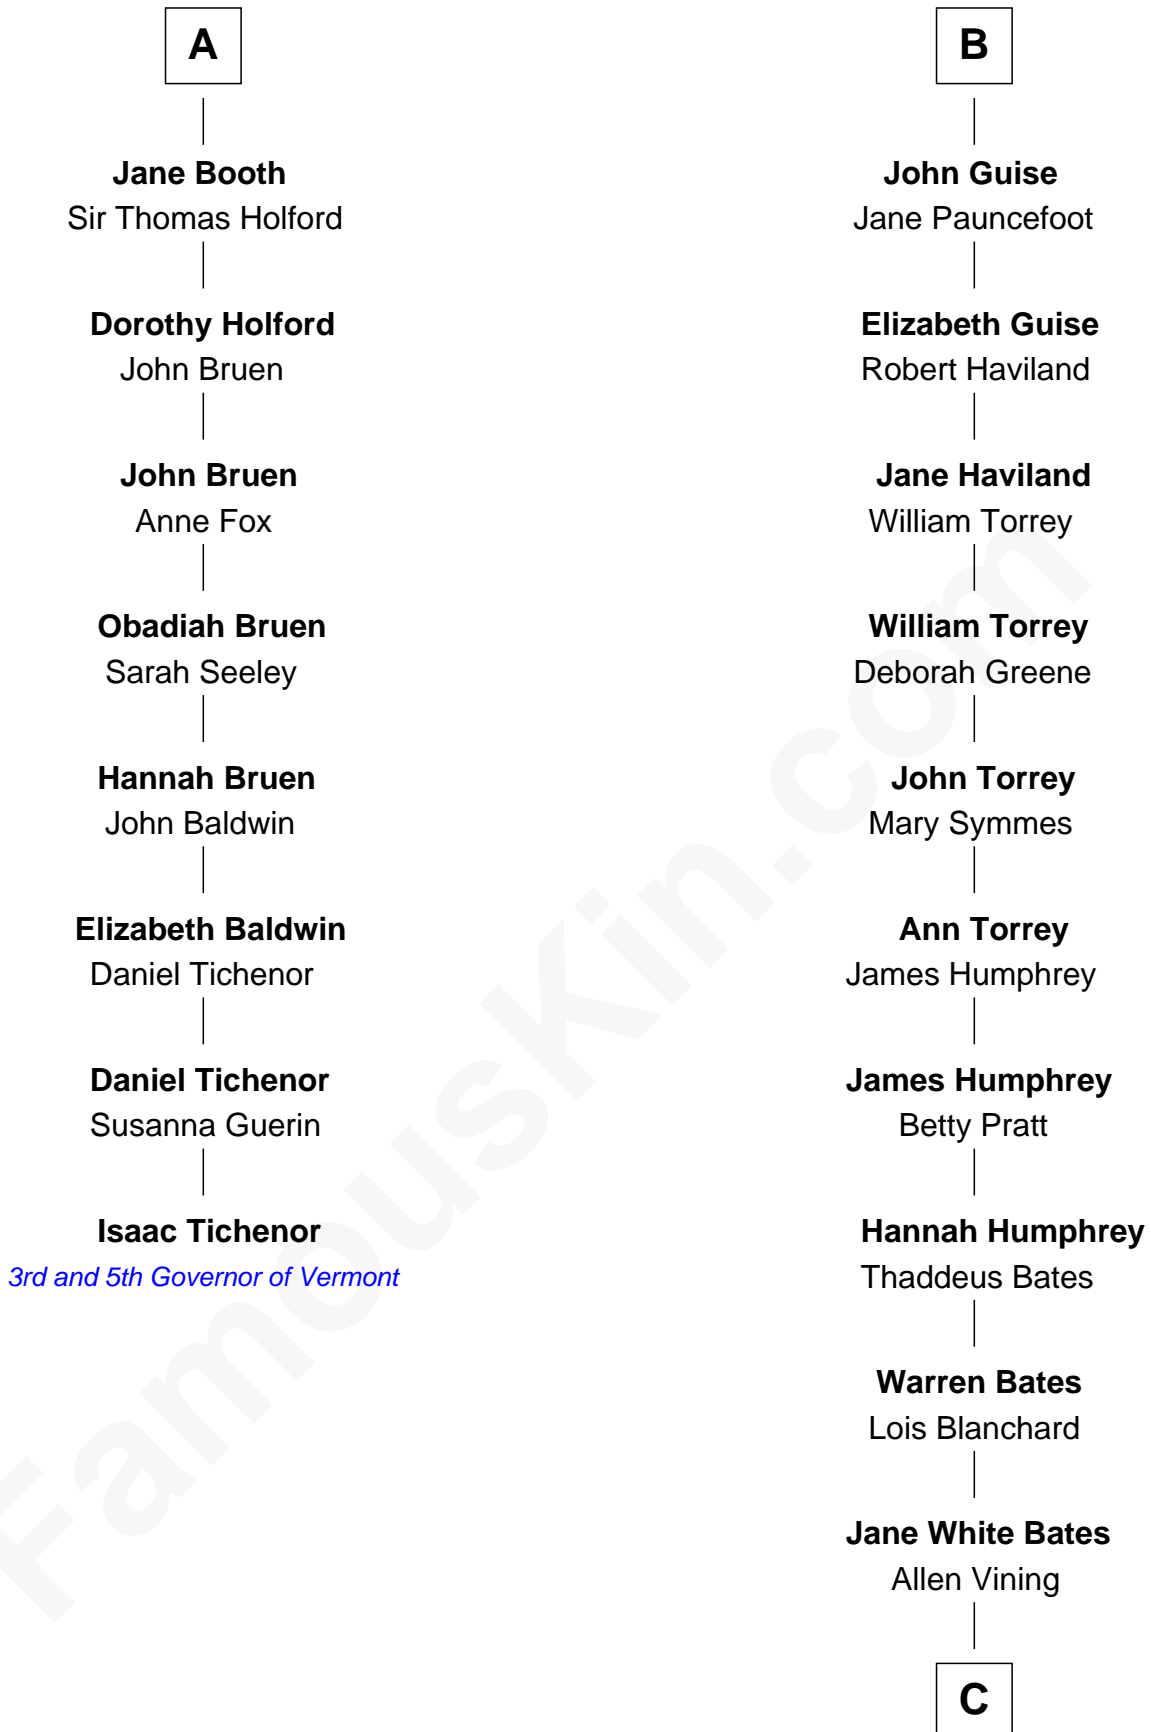 A
Jane Booth
Sir Thomas Holford
Dorothy Holford
John Bruen
John Bruen
Anne Fox
Obadiah Bruen
Sarah Seeley
Hannah Bruen
John Baldwin
Elizabeth Baldwin
Daniel Tichenor
Daniel Tichenor
Susanna Guerin
Isaac Tichenor
3rd and 5th Governor of Vermont
B
John Guise
Jane Pauncefoot
Elizabeth Guise
Robert Haviland
Jane Haviland
William Torrey
William Torrey
Deborah Greene
John Torrey
Mary Symmes
Ann Torrey
James Humphrey
James Humphrey
Betty Pratt
Hannah Humphrey
Thaddeus Bates
Warren Bates
Lois Blanchard
Jane White Bates
Allen Vining
C
FamousKin.com